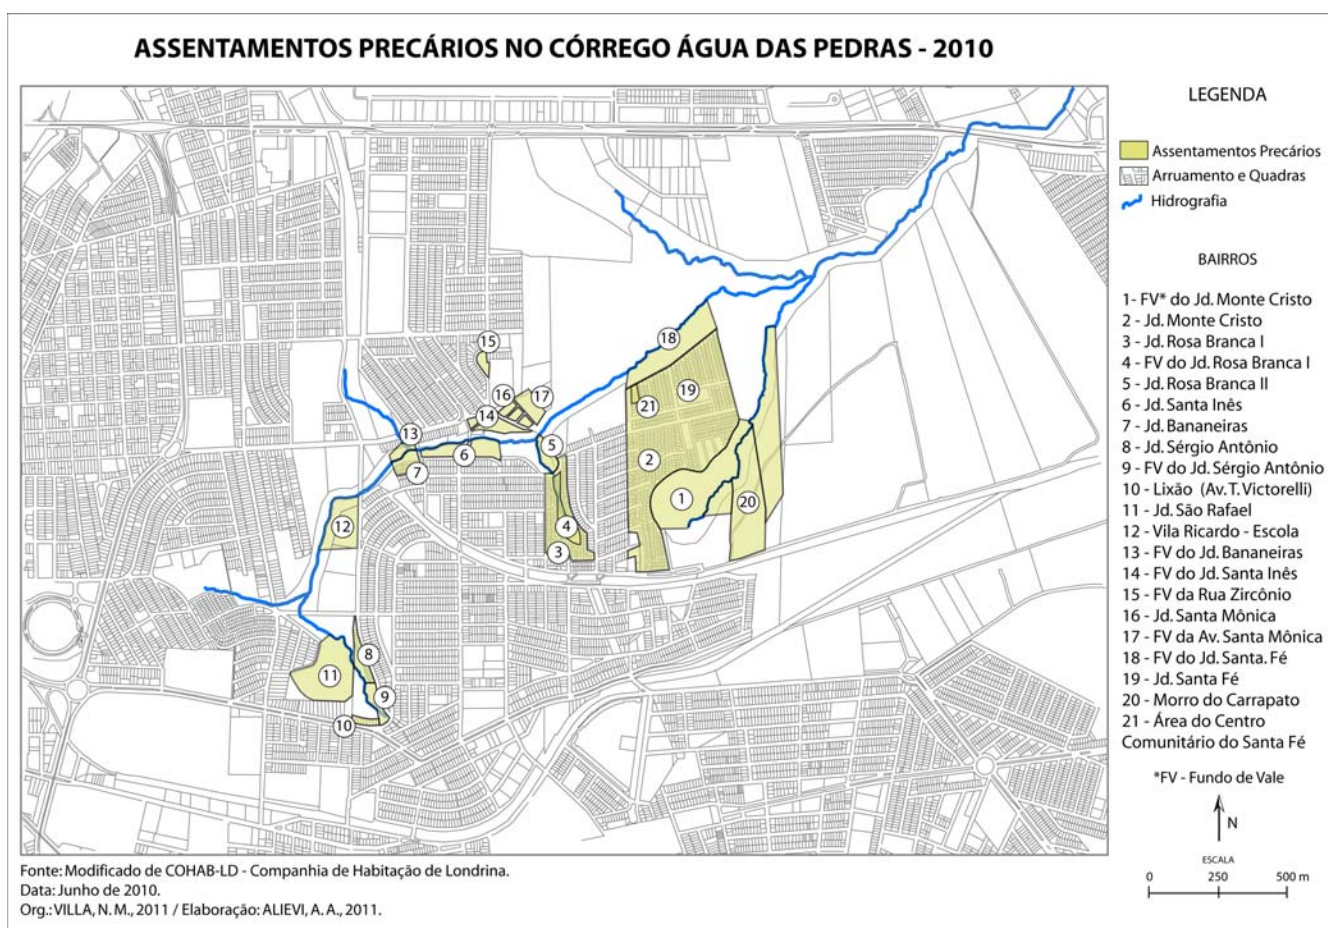 ASSENTAMENTOS PRECÁRIOS NO CÓRREGO ÁGUA DAS PEDRAS - 2010
LEGENDA
Assentamentos Precários
Arruamento e Quadras
Hidrografia
BAIRROS
1- FV* do Jd. Monte Cristo
2 - Jd. Monte Cristo
3 - Jd. Rosa Branca I
4 - FV do Jd. Rosa Branca I
5 - Jd. Rosa Branca II
6 - Jd. Santa Inês
7 - Jd. Bananeiras
8 - Jd. Sérgio Antônio
9 - FV do Jd. Sérgio Antônio
10 - Lixão (Av. T. Victorelli)
11 - Jd. São Rafael
12 - Vila Ricardo - Escola
13 - FV do Jd. Bananeiras
14 - FV do Jd. Santa Inês
15 - FV da Rua Zircônio
16 - Jd. Santa Mônica
17 - FV da Av. Santa Mônica
18 - FV do Jd. Santa. Fé
19 - Jd. Santa Fé
20 - Morro do Carrapato
21 - Área do Centro
Comunitário do Santa Fé
*FV - Fundo de Vale
N
ESCALA
0 250 500 m
15
18
16
17
19
21
14
13
5
6
7
2
1
20
12
4
3
8
11
9
10
Fonte: Modificado de COHAB-LD - Companhia de Habitação de Londrina.
Data: Junho de 2010.
Org.: VILLA, N. M., 2011 / Elaboração: ALIEVI, A. A., 2011.